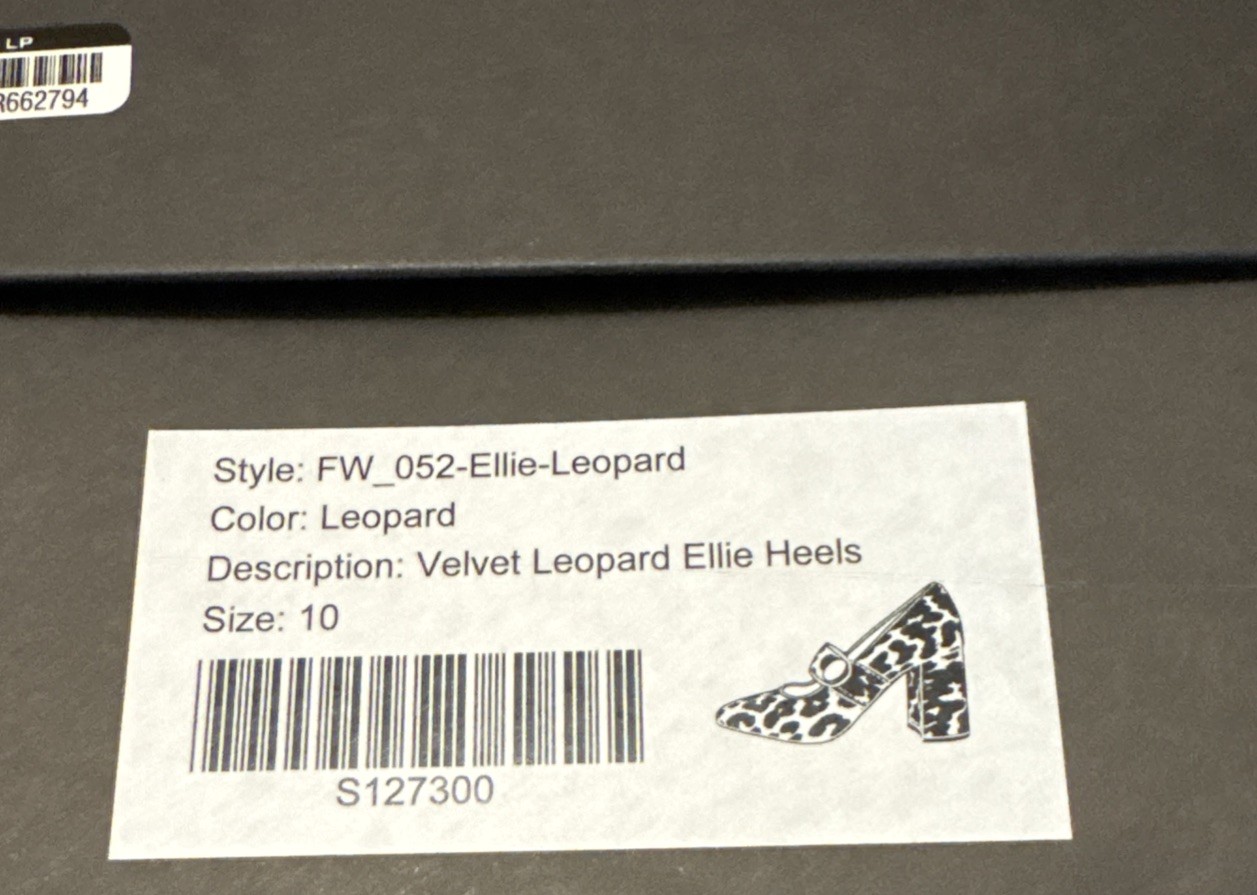 LP
R662794
Style: FW_052-Ellie-Leopard
Color: Leopard
Description: Velvet Leopard Ellie Heels
Size: 10
S127300